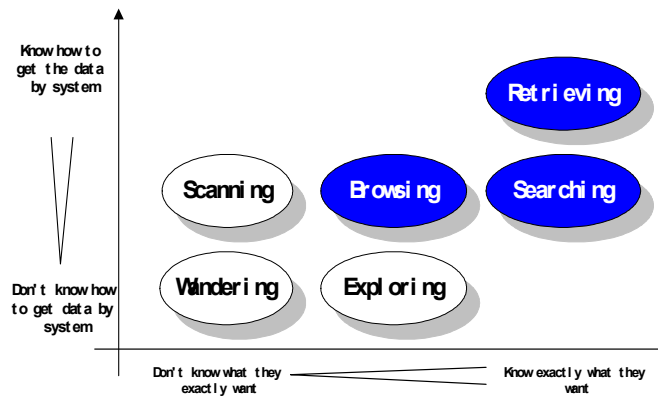 Know how to
get the data
by system
Retrieving
Scanning
Browsing
Searching
Wandering
Exploring
Don't know how
to get data by
system
Don't know what they
exactly want
Know exactly what they
want